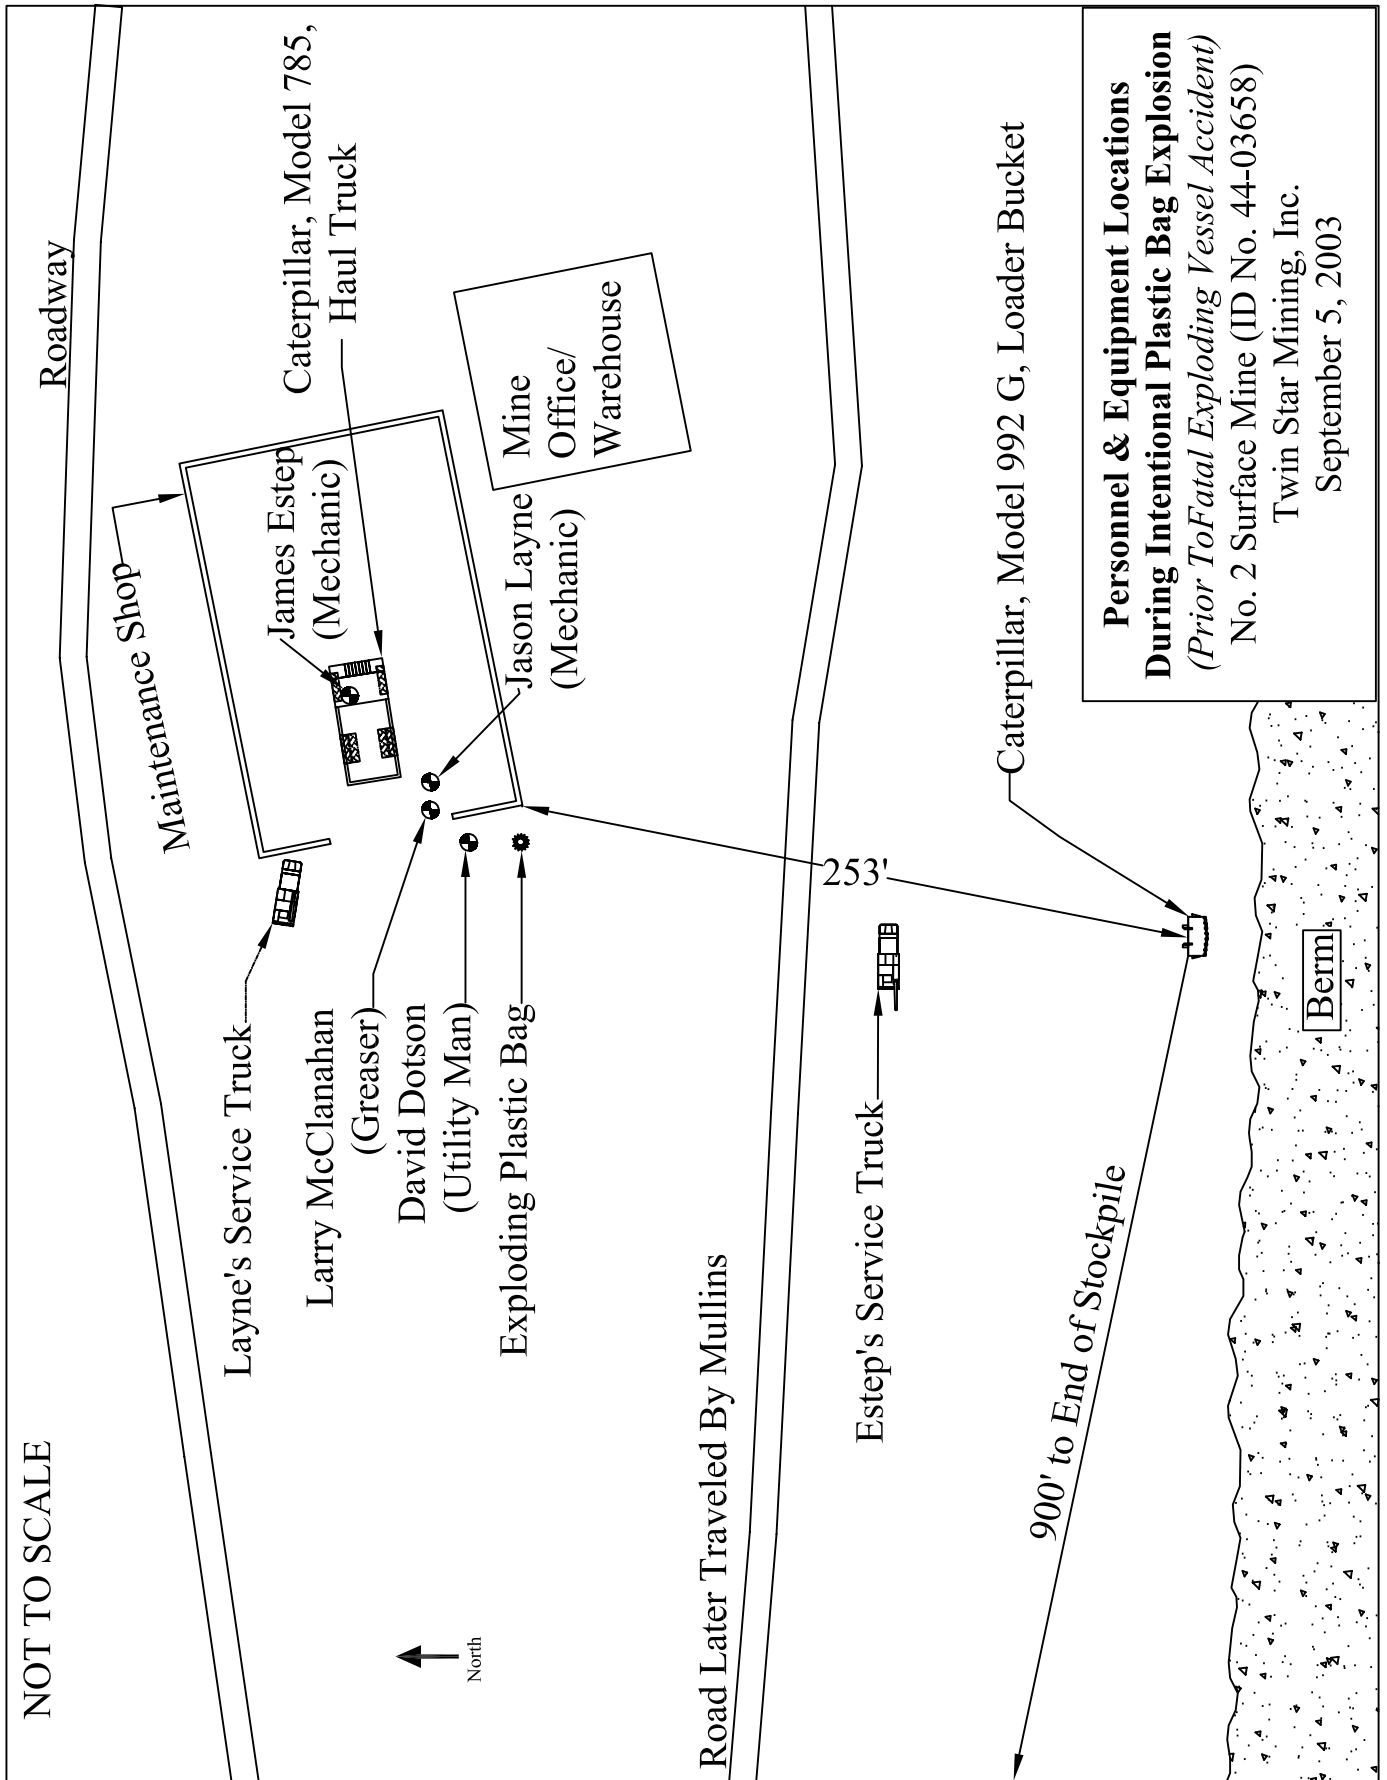 NOT TO SCALE
Roadway
Maintenance Shop
Caterpillar, Model 785,
Haul Truck
James Estep
(Mechanic)
Mine
Office/
Warehouse
Jason Layne
(Mechanic)
Layne's Service Truck
Larry McClanahan
(Greaser)
David Dotson
(Utility Man)
Exploding Plastic Bag
North
Road Later Traveled By Mullins
253'
Estep's Service Truck
Caterpillar, Model 992 G, Loader Bucket
900' to End of Stockpile
Berm
Personnel & Equipment Locations
During Intentional Plastic Bag Explosion
(Prior ToFatal Exploding Vessel Accident)
No. 2 Surface Mine (ID No. 44-03658)
Twin Star Mining, Inc.
September 5, 2003